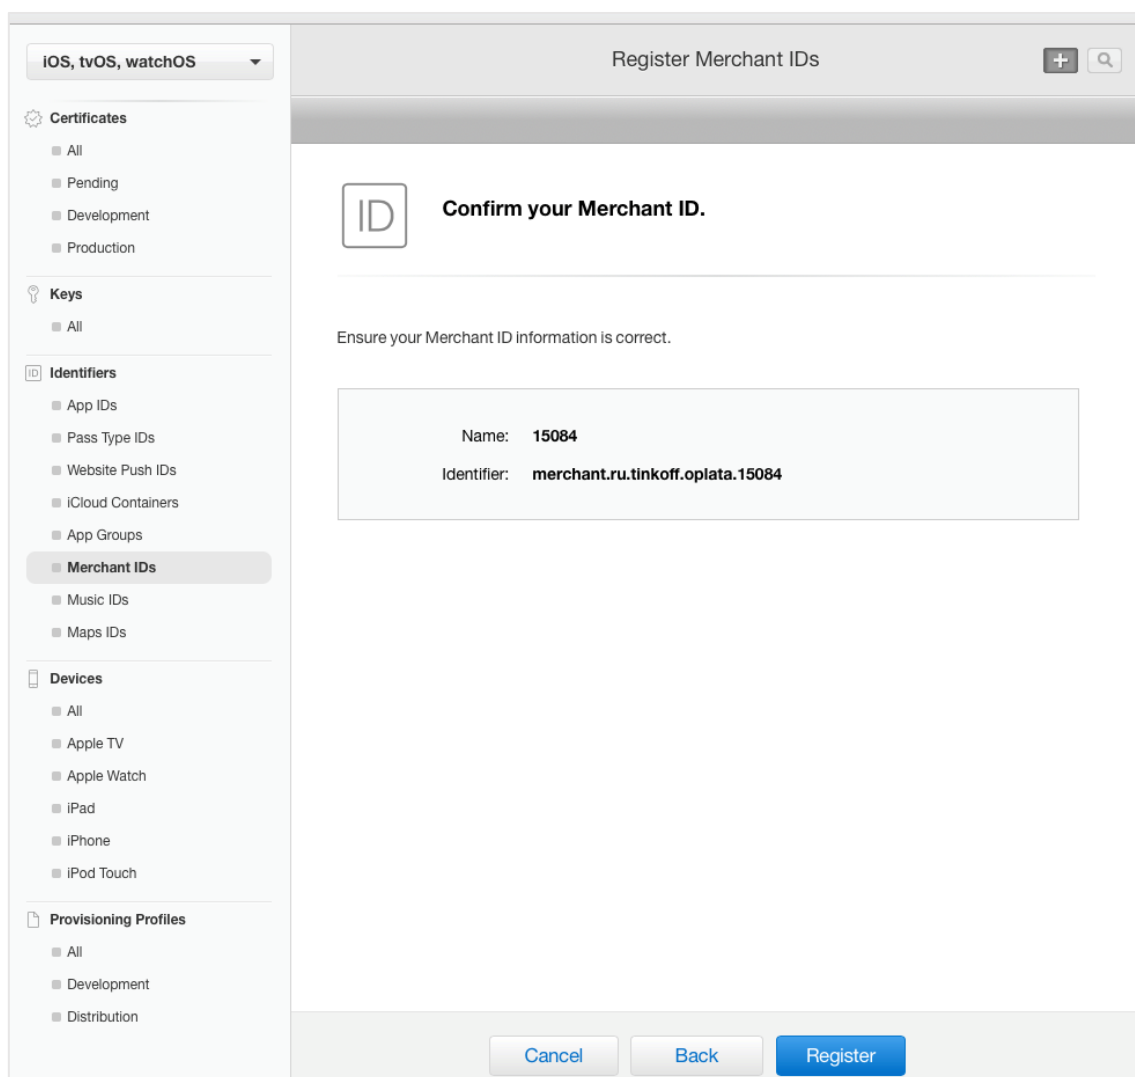 iOS, tvOS, watchOS
Register Merchant IDs
Certificates
All
Pending
Development
Production
Keys
All
ID
Identifiers
App IDs
Pass Type IDs
Website Push IDs
iCloud Containers
App Groups
Merchant IDs
Music IDs
Maps IDs
Devices
All
Apple TV
Apple Watch
iPad
iPhone
iPod Touch
Provisioning Profiles
All
Development
Distribution
ID
Confirm your Merchant ID.
Ensure your Merchant ID information is correct.
Name: 15084
Identifier: merchant.ru.tinkoff.oplata.15084
Cancel Back Register